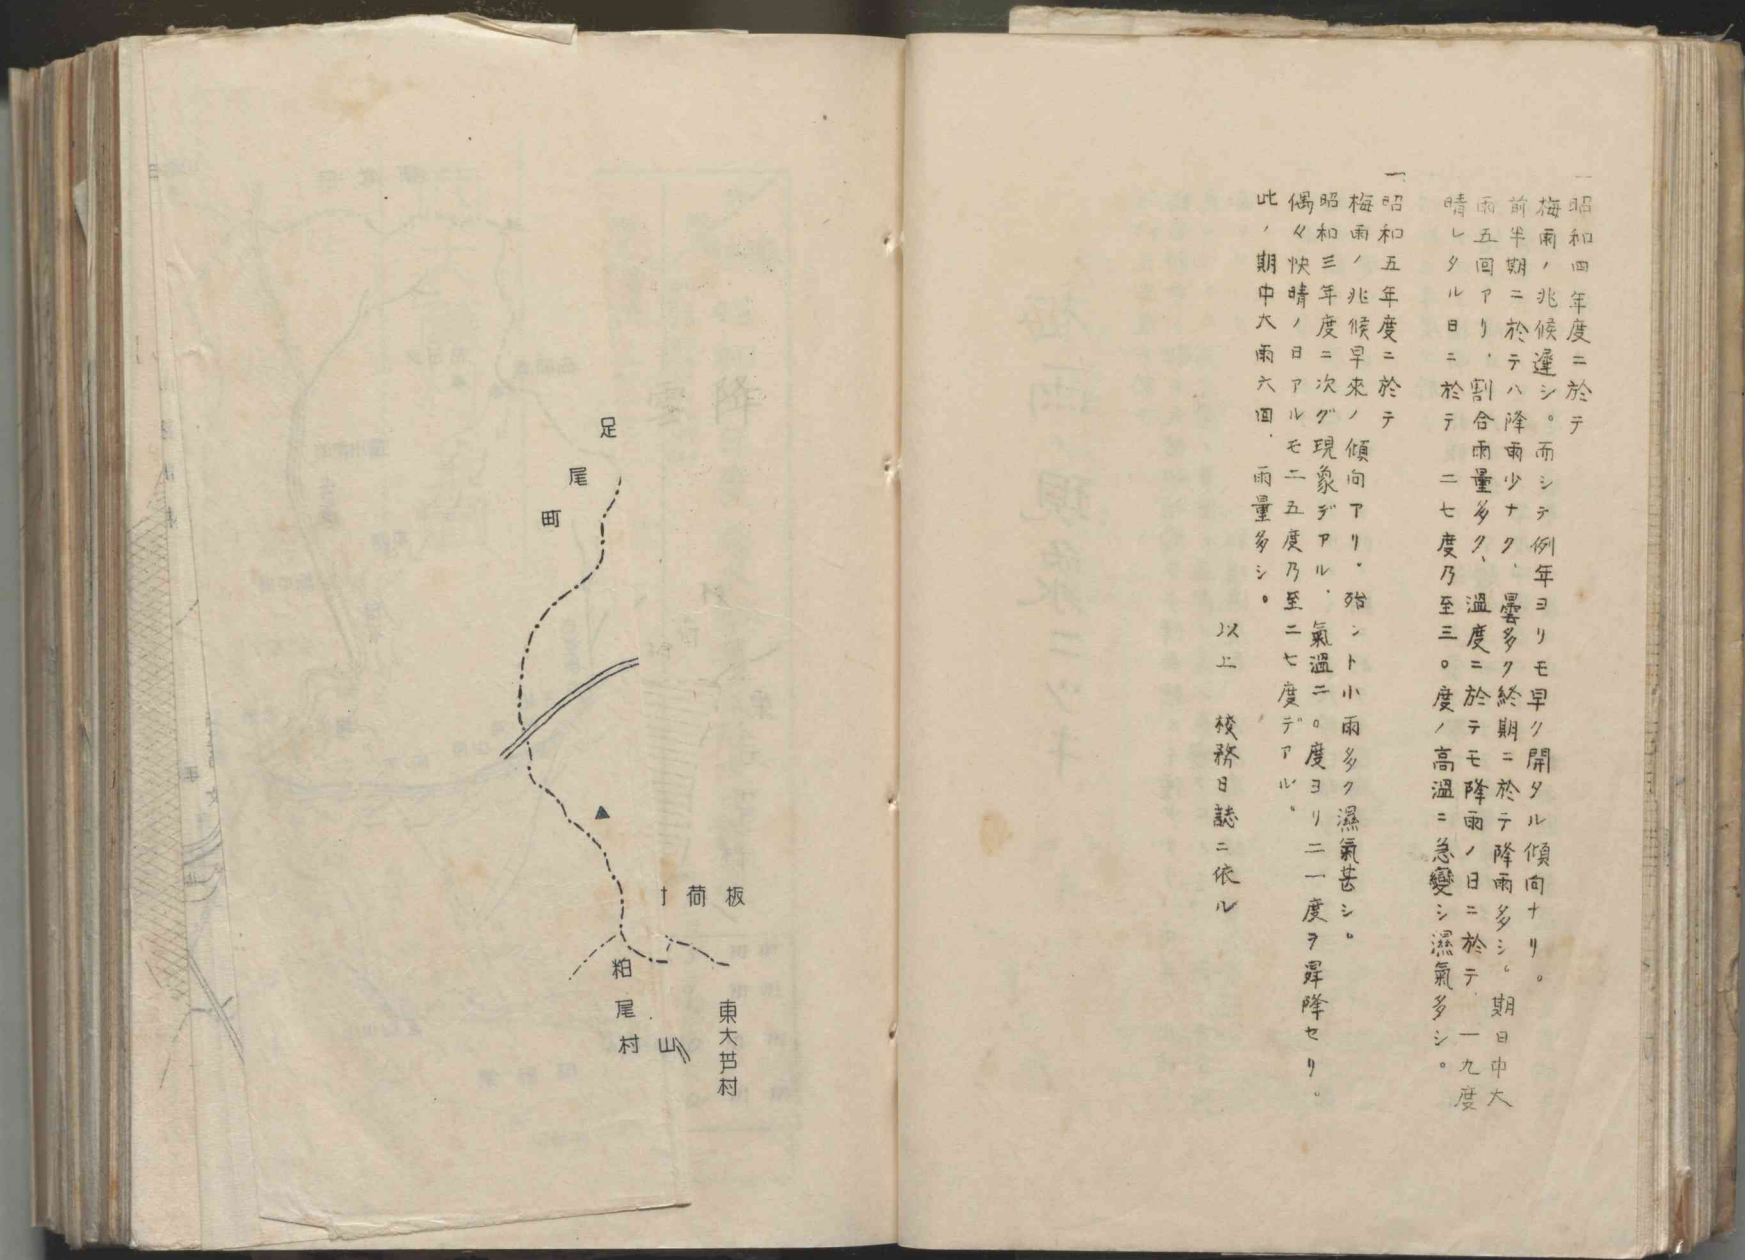 一 昭和四年度ニ於テ
梅雨ノ兆候遅シ。而シテ例年ヨリモ早ク開タル傾向ナリ。
前半期ニ於テハ降雨少ナク、曇多ク終期ニ於テ降雨多シ。期日中大
雨五回アリ、割合雨量多ク、温度ニ於テモ降雨ノ日ニ於テ一九度
晴レタル日ニ於テ二七度乃至三〇度ノ高温ニ急變シ濕氣多シ。
一 昭和五年度ニ於テ
梅雨ノ兆候早来ノ傾向アリ。殆ント小雨多ク濕氣甚シ。
昭和三年度ニ次グ現象デアル、氣温二〇度ヨリ二一度ヲ昇降セリ。
偶々快晴ノ日アルモ二五度乃至二七度デアル。
此ノ期中大雨六回、雨量多シ。
以上 校務日誌ニ依ル
足尾町
板荷
粕尾村
山
東大芦村